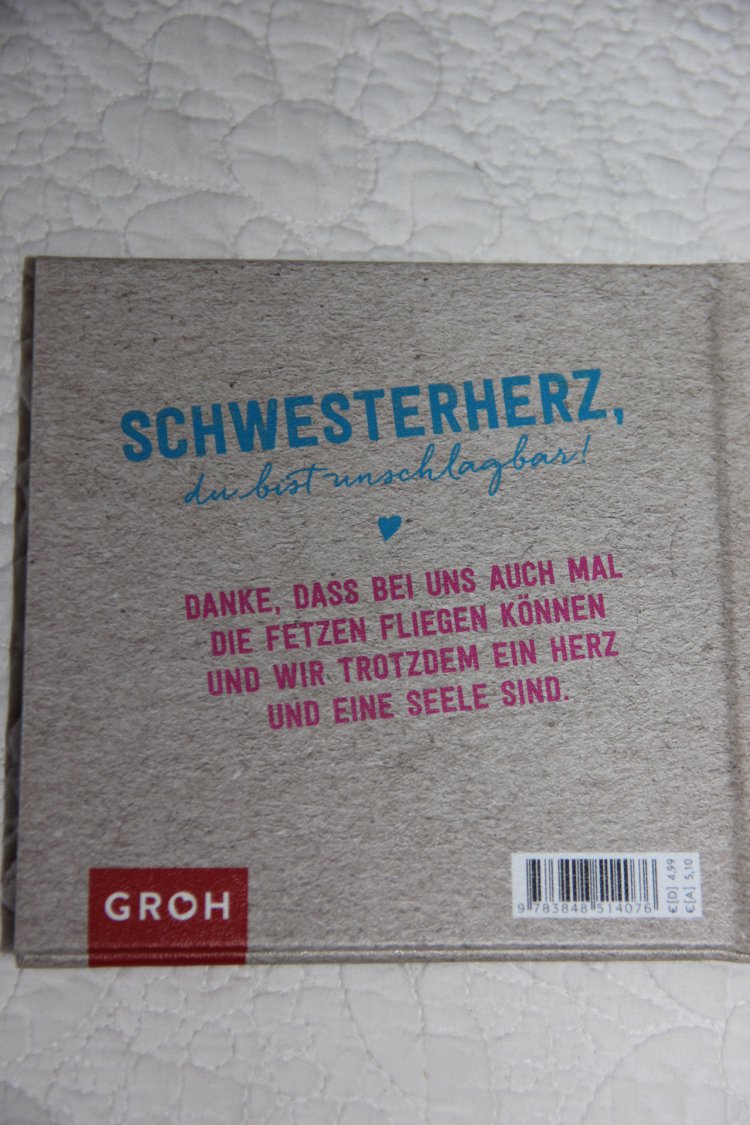 SCHWESTERHERZ,
du bist unschlagbar!
DANKE, DASS BEI UNS AUCH MAL
DIE FETZEN FLIEGEN KÖNNEN
UND WIR TROTZDEM EIN HERZ
UND EINE SEELE SIND.
GROH
9 783848 514076
€[D] 4,99
€[A] 5,10